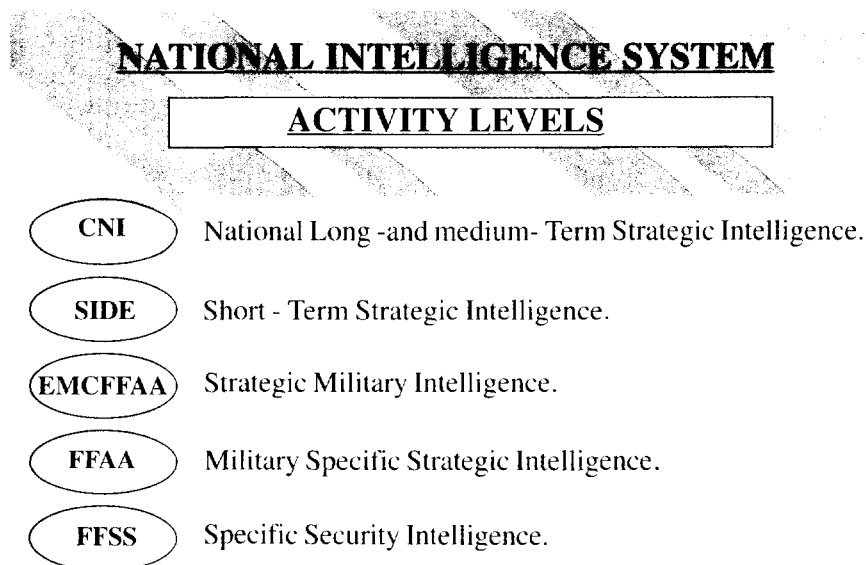 NATIONAL INTELLIGENCE SYSTEM
ACTIVITY LEVELS
CNI National Long -and medium- Term Strategic Intelligence.
SIDE Short - Term Strategic Intelligence.
EMCFFAA Strategic Military Intelligence.
FFAA Military Specific Strategic Intelligence.
FFSS Specific Security Intelligence.